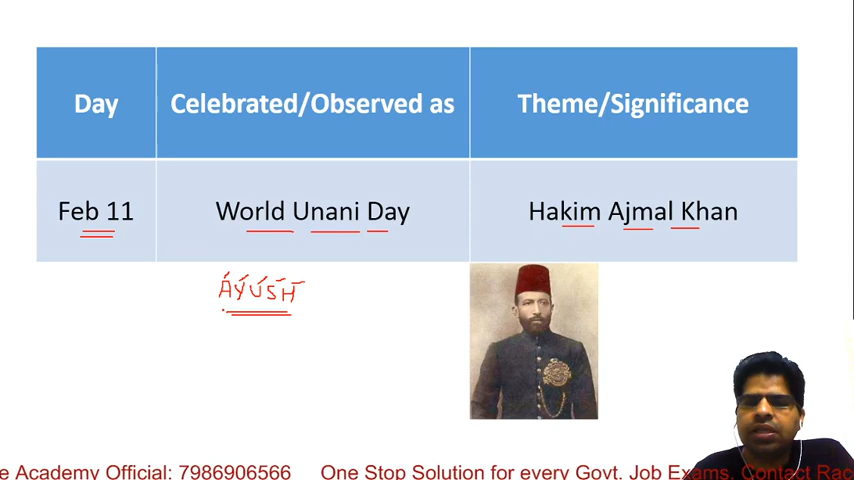 Day Celebrated/Observed as Theme/Significance
Feb 11 World Unani Day Hakim Ajmal Khan
AYUSH
e Academy Official: 7986906566 One Stop Solution for every Govt. Job Exams. Contact Rac